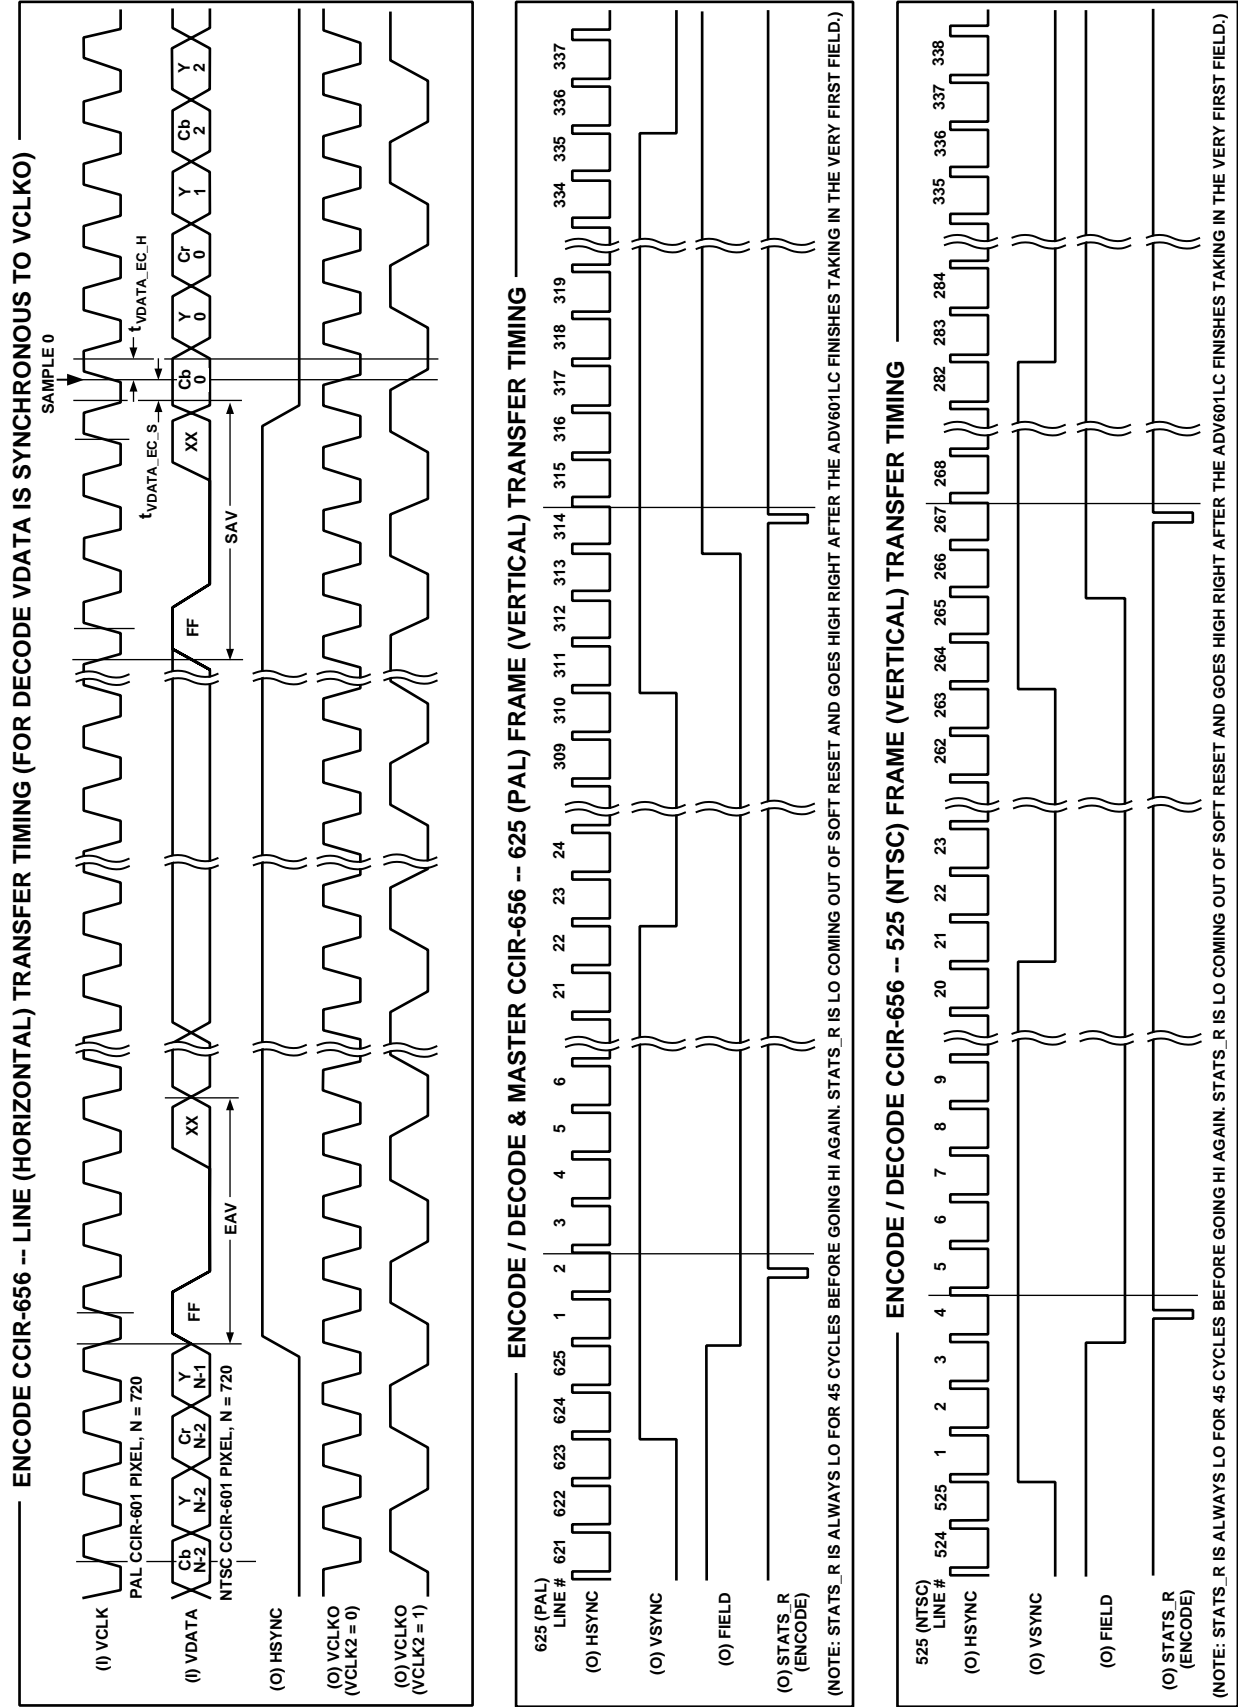 ENCODE CCIR-656 -- LINE (HORIZONTAL) TRANSFER TIMING (FOR DECODE VDATA IS SYNCHRONOUS TO VCLKO)
SAMPLE 0
(I) VCLK
PAL CCIR-601 PIXEL, N = 720
tVDATA_EC_S
tVDATA_EC_H
(I) VDATA
Cb N-2
Y N-2
Cr N-2
Y N-1
FF
XX
FF
XX
Cb 0
Y 0
Cr 0
Y 1
Cb 2
Y 2
NTSC CCIR-601 PIXEL, N = 720
EAV
SAV
(O) HSYNC
(O) VCLKO
(VCLK2 = 0)
(O) VCLKO
(VCLK2 = 1)
ENCODE / DECODE & MASTER CCIR-656 -- 625 (PAL) FRAME (VERTICAL) TRANSFER TIMING
625 (PAL)
LINE # 621 622 623 624 625 1 2 3 4 5 6 21 22 23 24 309 310 311 312 313 314 315 316 317 318 319 334 335 336 337
(O) HSYNC
(O) VSYNC
(O) FIELD
(O) STATS_R
(ENCODE)
(NOTE: STATS_R IS ALWAYS LO FOR 45 CYCLES BEFORE GOING HI AGAIN. STATS_R IS LO COMING OUT OF SOFT RESET AND GOES HIGH RIGHT AFTER THE ADV601LC FINISHES TAKING IN THE VERY FIRST FIELD.)
ENCODE / DECODE CCIR-656 -- 525 (NTSC) FRAME (VERTICAL) TRANSFER TIMING
525 (NTSC)
LINE # 524 525 1 2 3 4 5 6 7 8 9 20 21 22 23 262 263 264 265 266 267 268 282 283 284 335 336 337 338
(O) HSYNC
(O) VSYNC
(O) FIELD
(O) STATS_R
(ENCODE)
(NOTE: STATS_R IS ALWAYS LO FOR 45 CYCLES BEFORE GOING HI AGAIN. STATS_R IS LO COMING OUT OF SOFT RESET AND GOES HIGH RIGHT AFTER THE ADV601LC FINISHES TAKING IN THE VERY FIRST FIELD.)